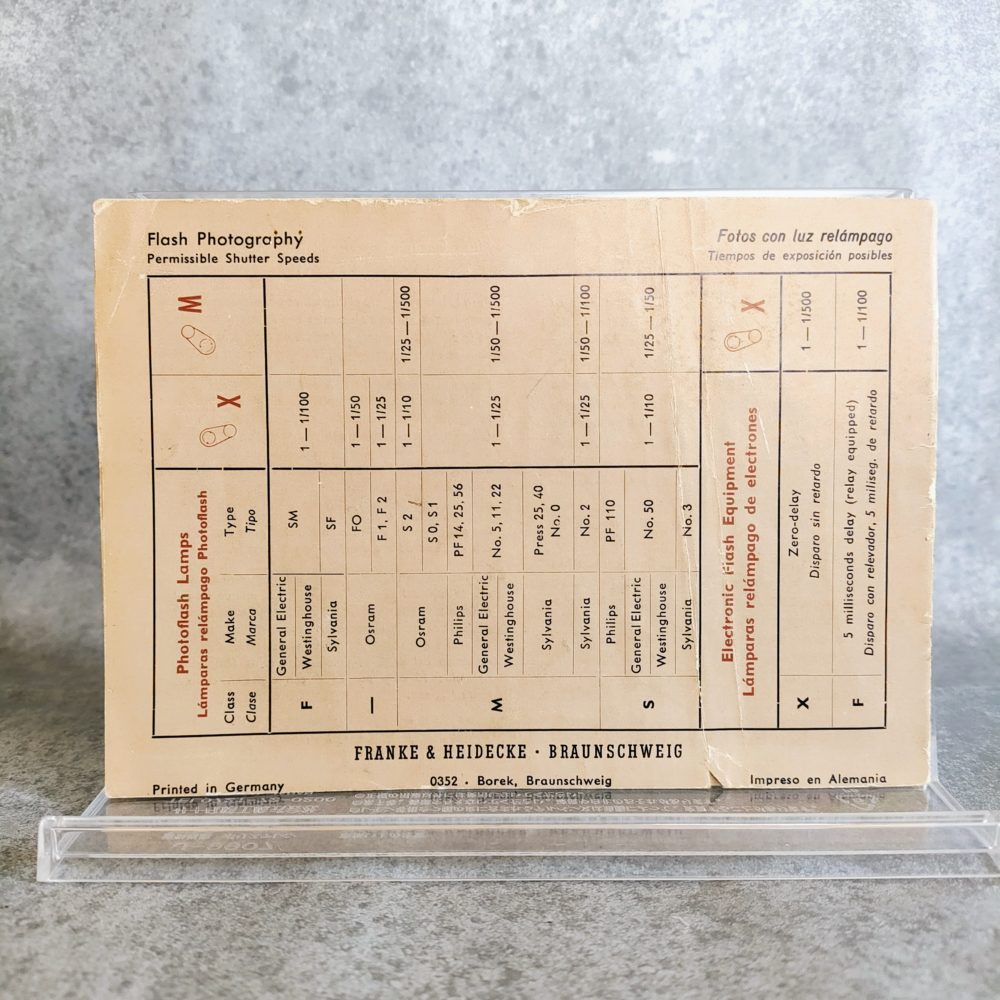 Flash Photography
Permissible Shutter Speeds
Fotos con luz relámpago
Tiempos de exposición posibles
Photoflash Lamps
Lámparas relámpago Photoflash
X
M
Class Make Type
Clase Marca Tipo
F
General Electric
Westinghouse
SM
Sylvania SF
1 — 1/100
—
Osram
FO 1 — 1/50
F 1, F 2 1 — 1/25
M
Osram
S 2 1 — 1/10 1/25 — 1/500
S 0, S 1
Philips PF 14, 25, 56
General Electric
Westinghouse
No. 5, 11, 22
1 — 1/25 1/50 — 1/500
Sylvania
Press 25, 40
No. 0
Sylvania No. 2 1 — 1/25 1/50 — 1/100
S
Philips PF 110
General Electric
Westinghouse
No. 50
1 — 1/10 1/25 — 1/50
Sylvania No. 3
Electronic Flash Equipment
Lámparas relámpago de electrones
X
X
Zero-delay
Disparo sin retardo
1 — 1/500
F
5 milliseconds delay (relay equipped)
Disparo con relevador, 5 milliseg. de retardo
1 — 1/100
FRANKE & HEIDECKE · BRAUNSCHWEIG
Printed in Germany
0352 . Borek, Braunschweig
Impreso en Alemania